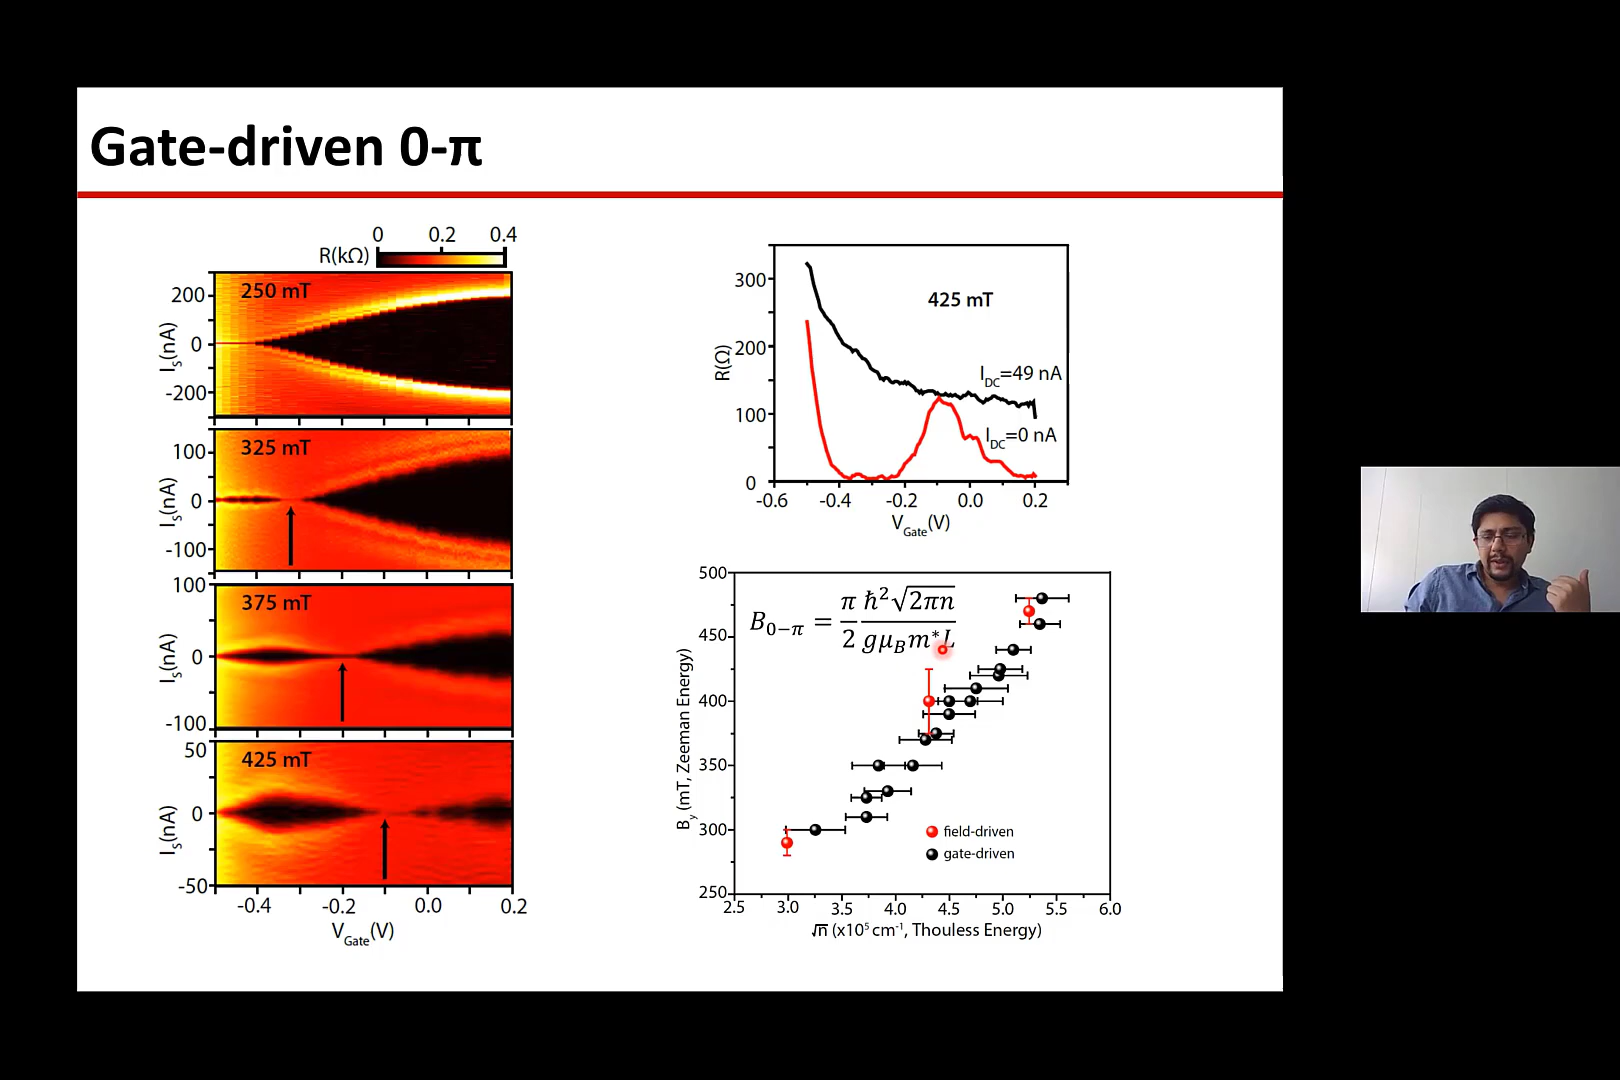 Gate-driven 0-π
0 0.2 0.4
R(kΩ)
250 mT
200
0
-200
I_s(nA)
325 mT
100
0
-100
I_s(nA)
375 mT
100
0
-100
I_s(nA)
425 mT
50
0
-50
I_s(nA)
-0.4 -0.2 0.0 0.2
V_Gate(V)
425 mT
300
200
100
0
R(Ω)
I_DC=49 nA
I_DC=0 nA
-0.6 -0.4 -0.2 0.0 0.2
V_Gate(V)
B_{0−π} = π/2 ħ²√(2πn)/(gμ_B m*L)
500
450
400
350
300
250
B_y (mT, Zeeman Energy)
field-driven
gate-driven
2.5 3.0 3.5 4.0 4.5 5.0 5.5 6.0
√n (x10⁵ cm⁻¹, Thouless Energy)